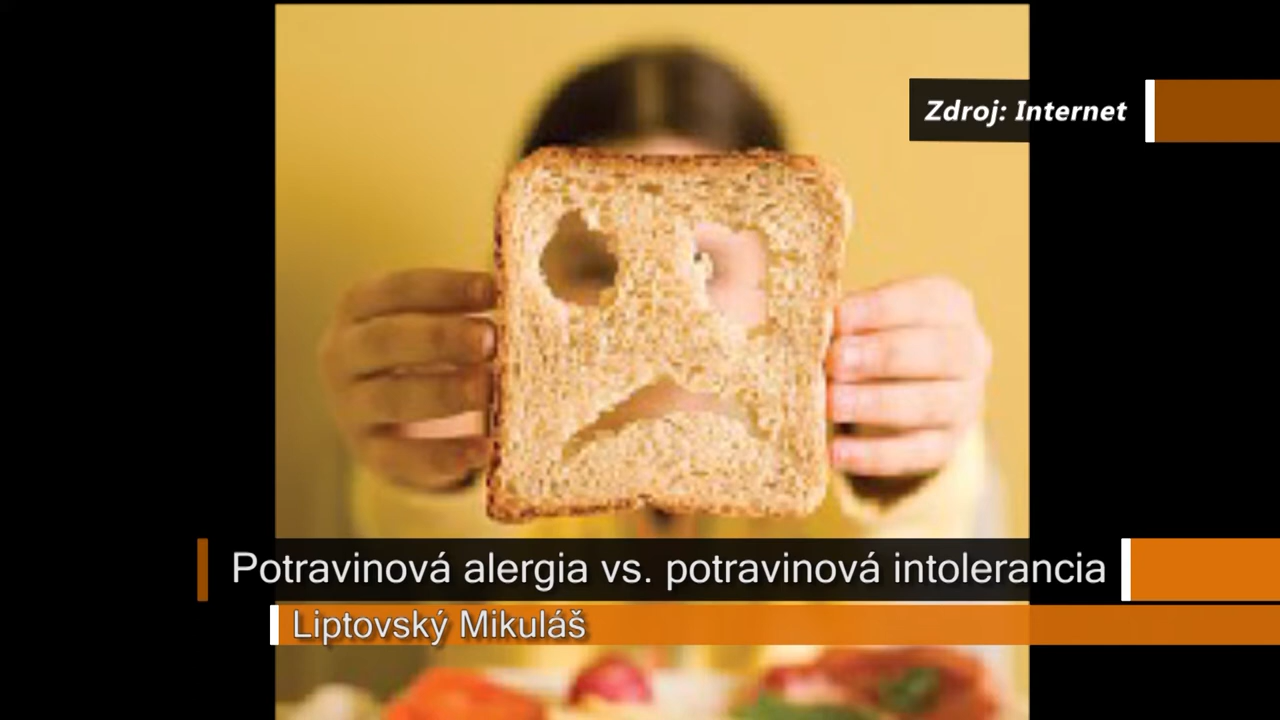 Zdroj: Internet
Potravinová alergia vs. potravinová intolerancia
Liptovský Mikuláš